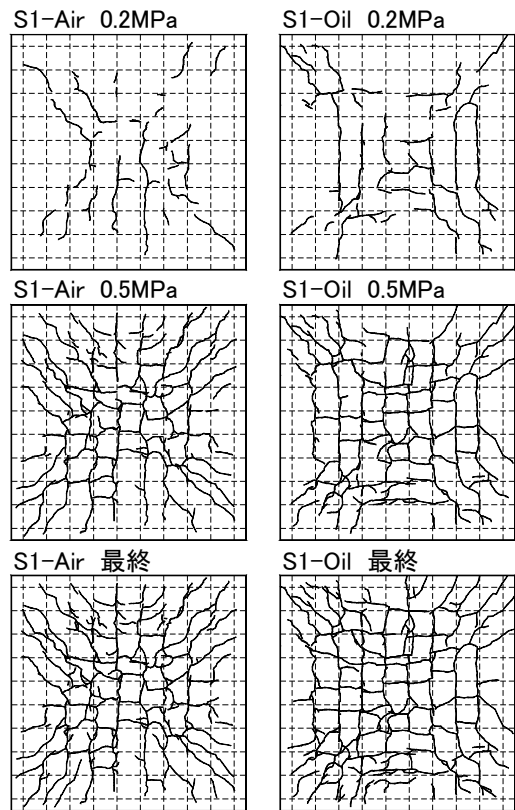 S1-Air 0.2MPa
S1-Oil 0.2MPa
S1-Air 0.5MPa
S1-Oil 0.5MPa
S1-Air 最終
S1-Oil 最終